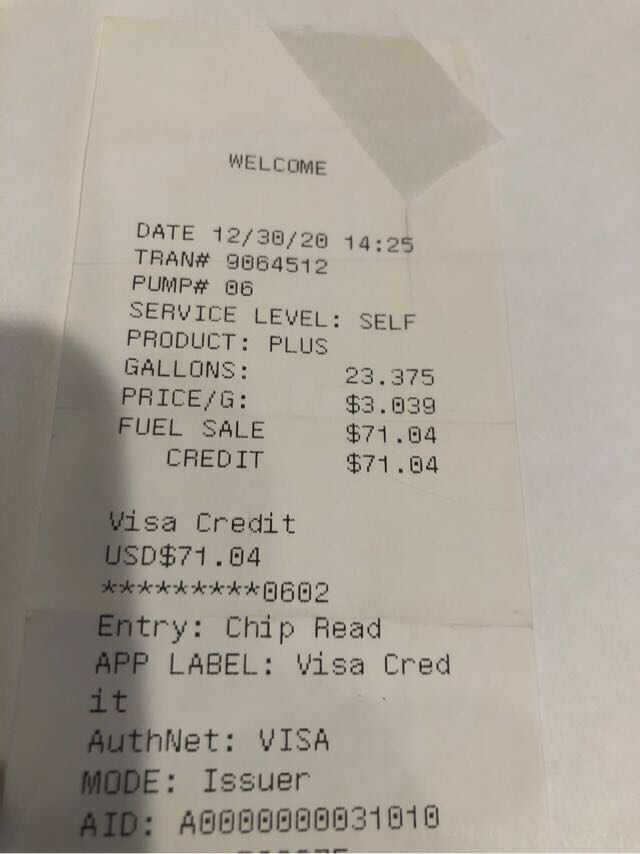 WELCOME
DATE 12/30/20 14:25
TRAN# 9064512
PUMP# 06
SERVICE LEVEL: SELF
PRODUCT: PLUS
GALLONS: 23.375
PRICE/G: $3.039
FUEL SALE $71.04
CREDIT $71.04
Visa Credit
USD$71.04
*********0602
Entry: Chip Read
APP LABEL: Visa Cred
it
AuthNet: VISA
MODE: Issuer
AID: A0000000031010